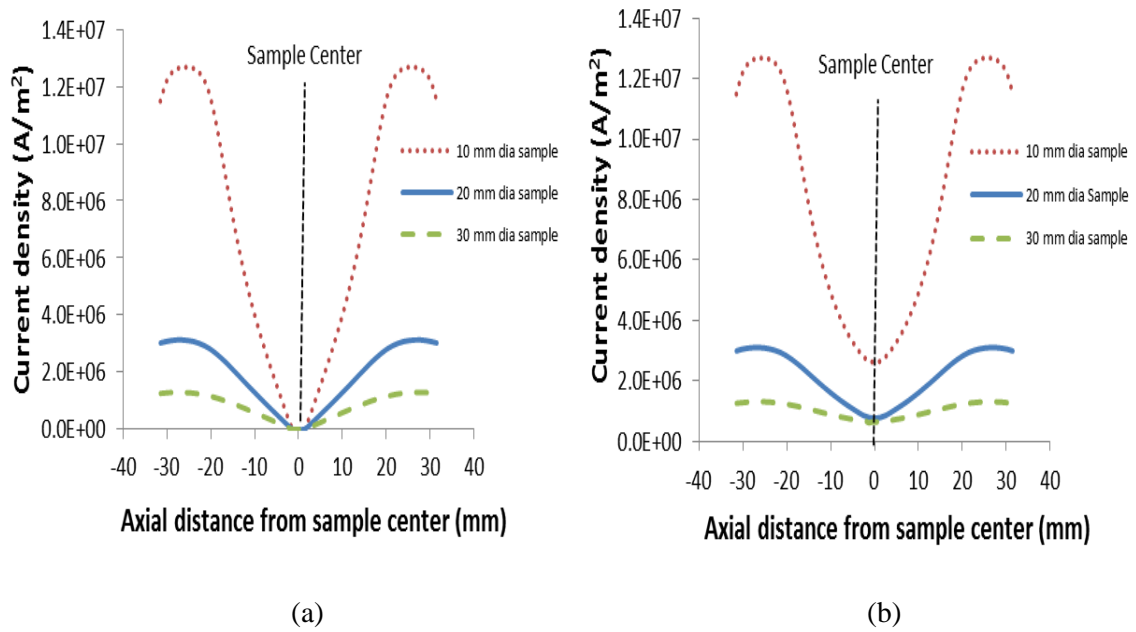 Current density (A/m²)
1.4E+07
1.2E+07
1.0E+07
8.0E+06
6.0E+06
4.0E+06
2.0E+06
0.0E+00
Sample Center
10 mm dia sample
20 mm dia sample
30 mm dia sample
-40 -30 -20 -10 0 10 20 30 40
Axial distance from sample center (mm)
(a)
Current density (A/m²)
1.4E+07
1.2E+07
1.0E+07
8.0E+06
6.0E+06
4.0E+06
2.0E+06
0.0E+00
Sample Center
10 mm dia sample
20 mm dia Sample
30 mm dia sample
-40 -30 -20 -10 0 10 20 30 40
Axial distance from sample center (mm)
(b)